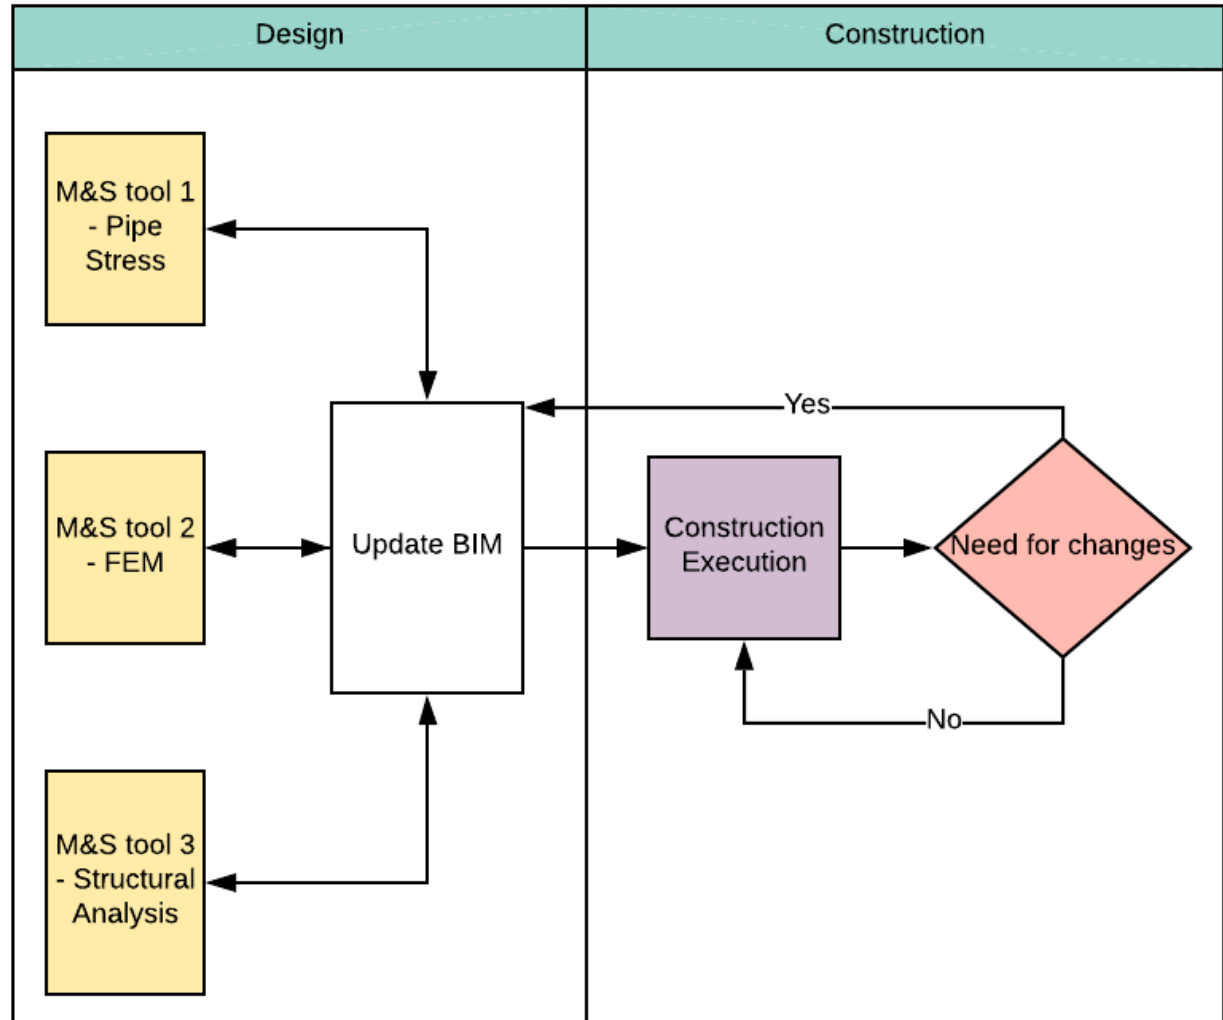 Design
Construction
M&S tool 1
- Pipe
Stress
Yes
M&S tool 2
- FEM
Update BIM
Construction
Execution
Need for changes
No
M&S tool 3
- Structural
Analysis